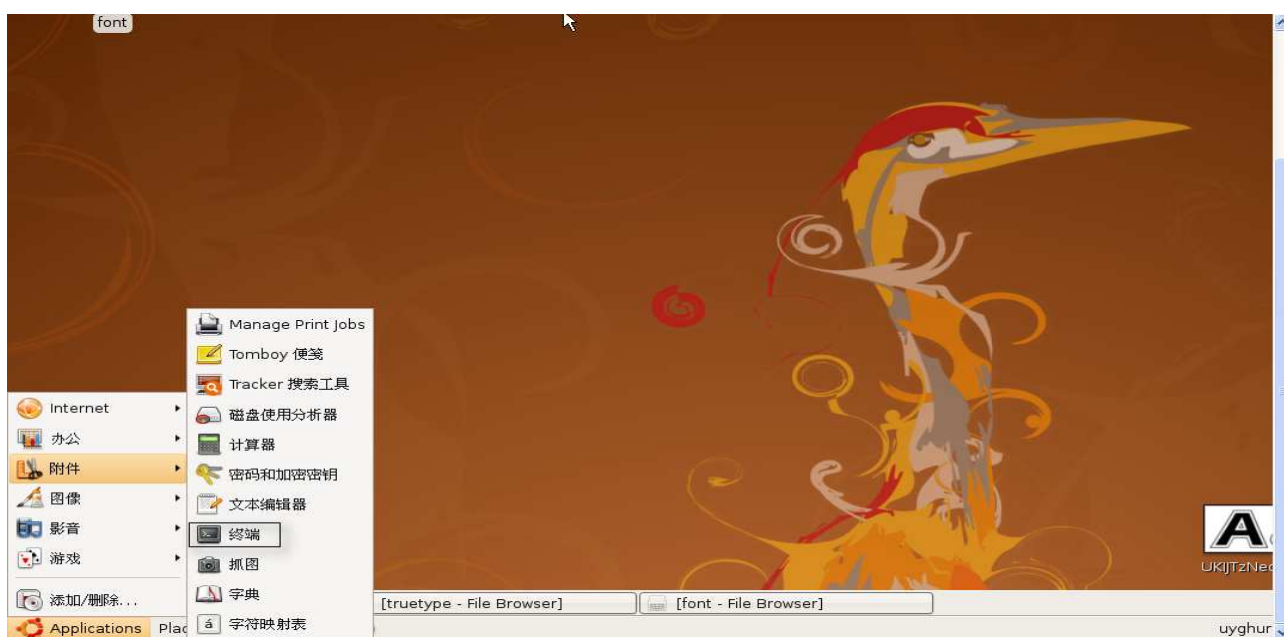 font
Manage Print Jobs
Tomboy 便笺
Tracker 搜索工具
磁盘使用分析器
计算器
密码和加密密钥
文本编辑器
终端
抓图
字典
字符映射表
Internet
办公
附件
图像
影音
游戏
添加/删除...
A
UKIJTzNec
[truetype - File Browser]
[font - File Browser]
Applications
Plac
uyghur